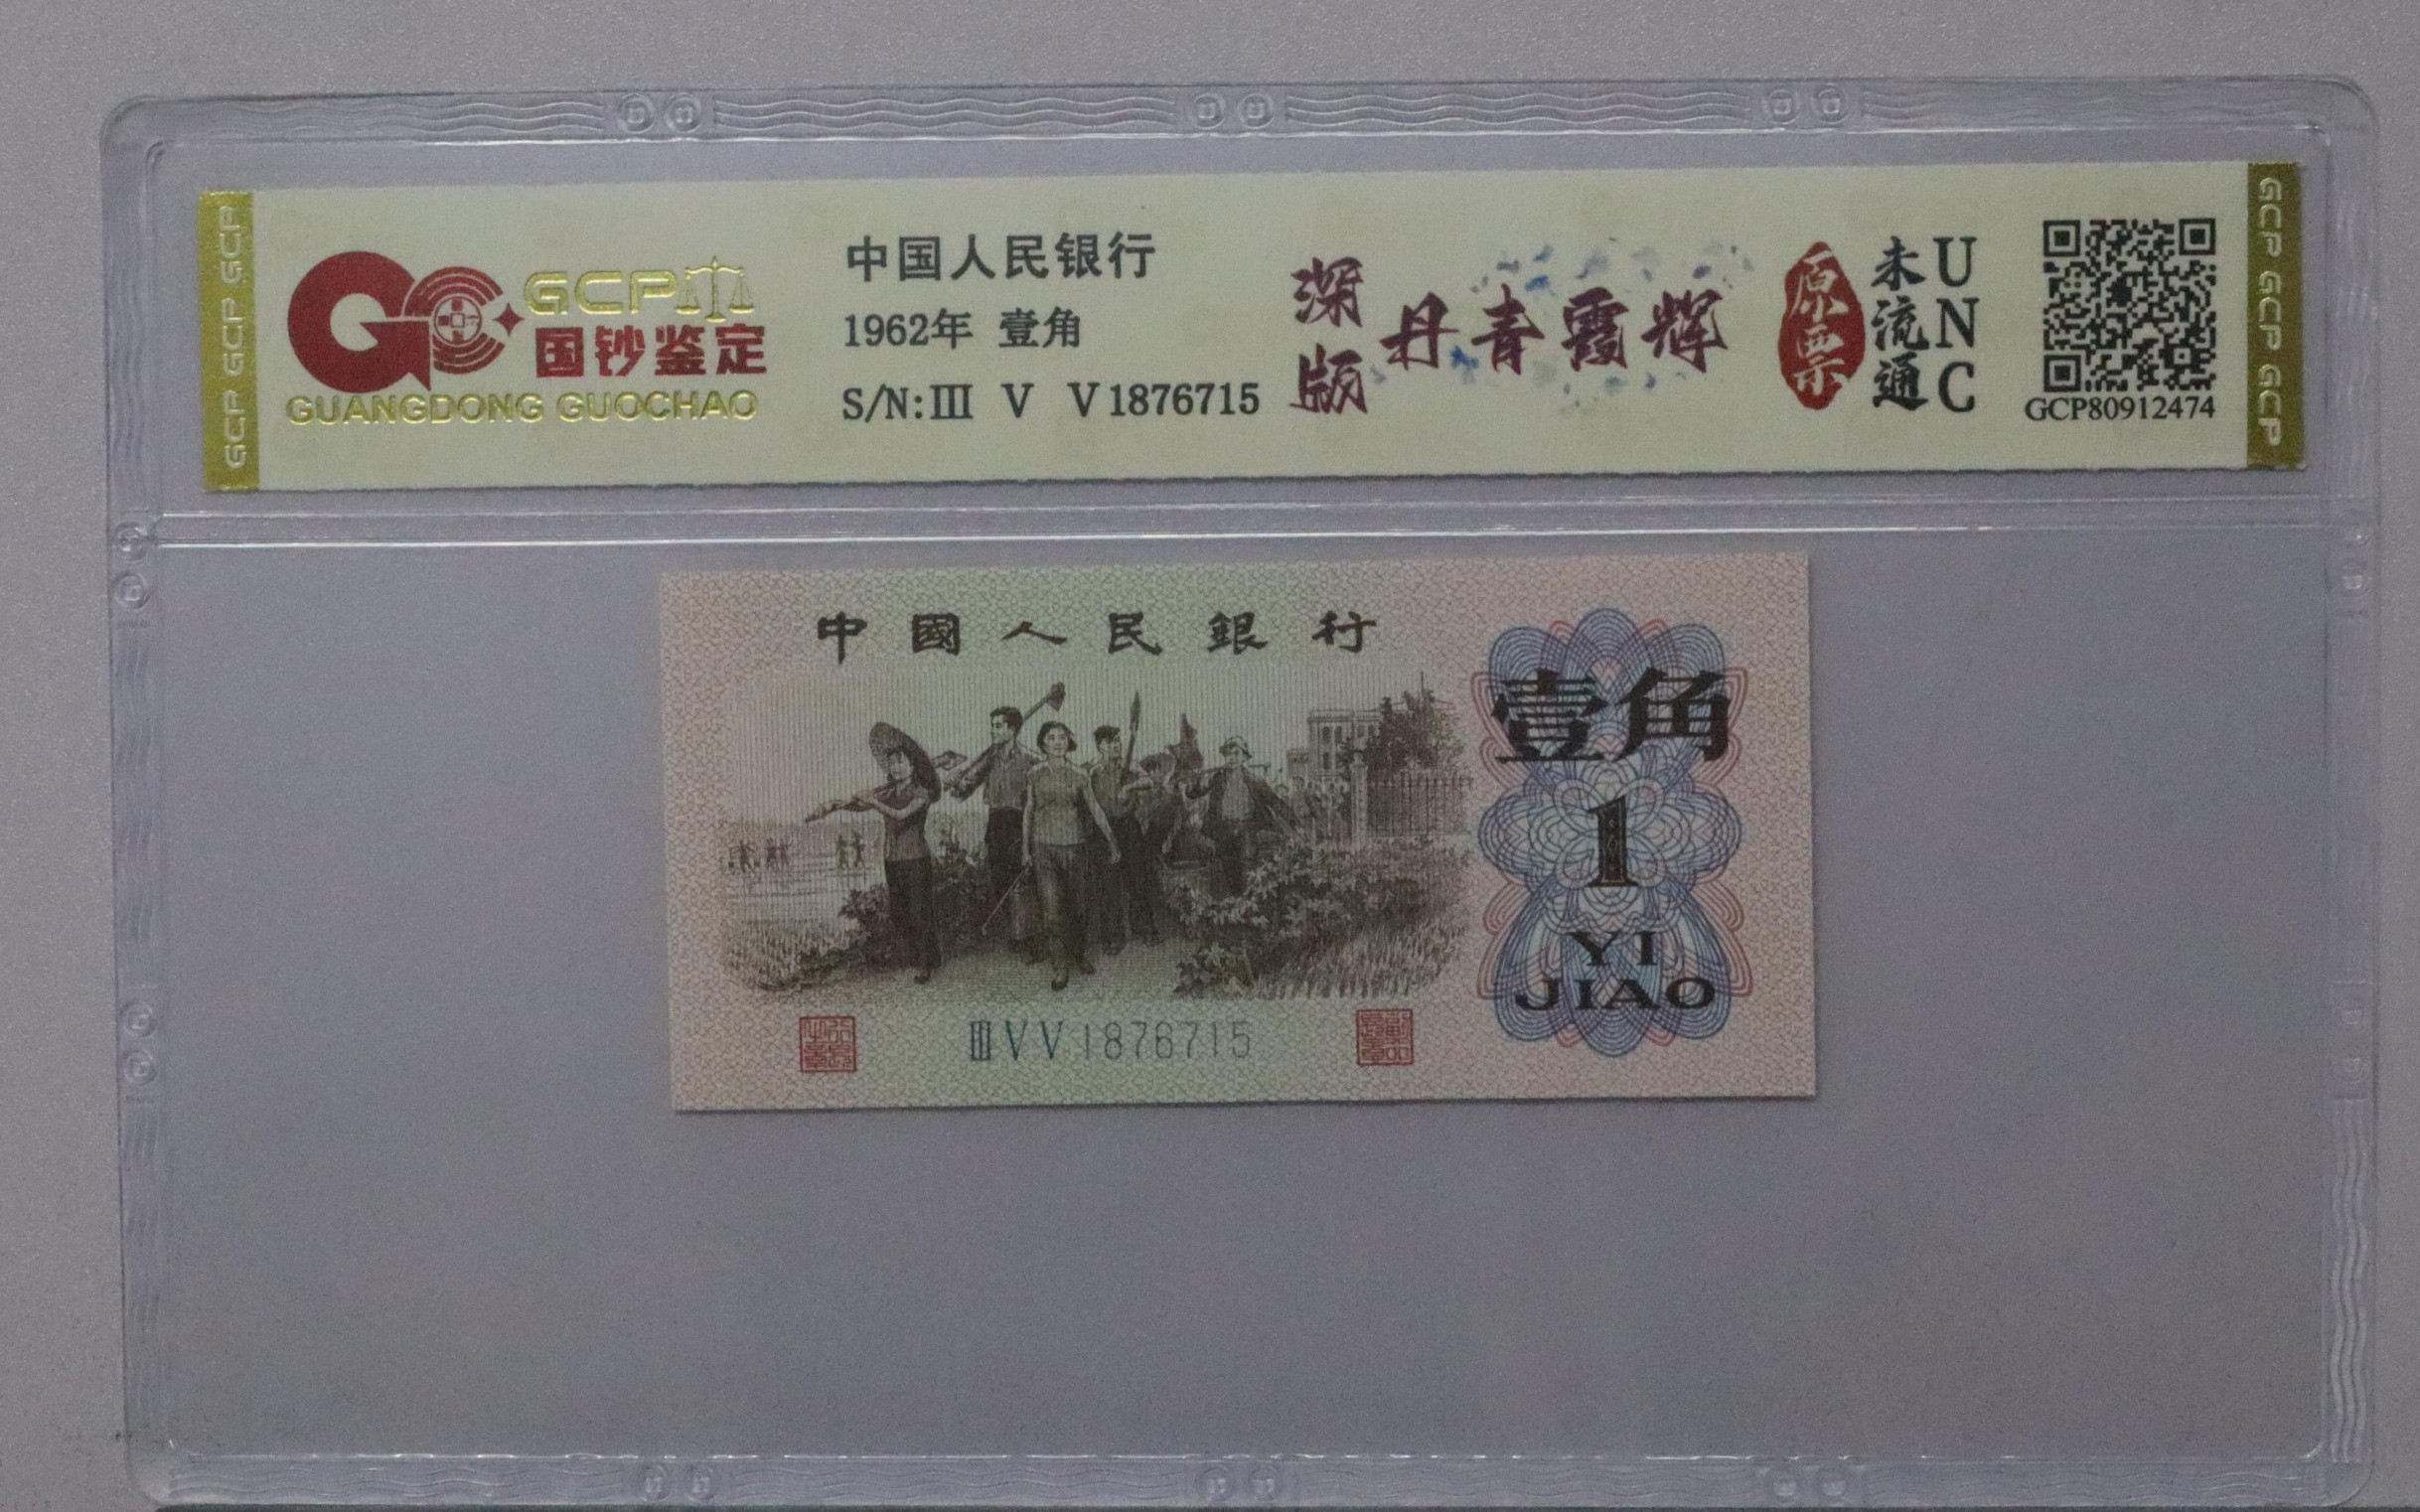 GCP GCP GCP
GCP
国钞鉴定
GUANGDONG GUOCHAO
中国人民银行
1962年 壹角
S/N:Ⅲ V V 1876715
深版
丹青霞辉
原票
未流通
UNC
GCP80912474
GCP GCP GCP
中國人民銀行
壹角
1
YI
JIAO
ⅢVV1876715